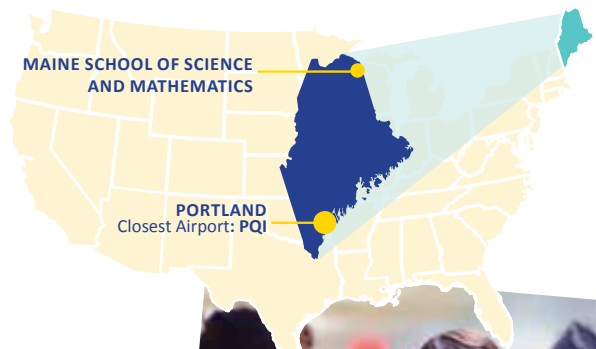 MAINE SCHOOL OF SCIENCE
AND MATHEMATICS
PORTLAND
Closest Airport: PQI